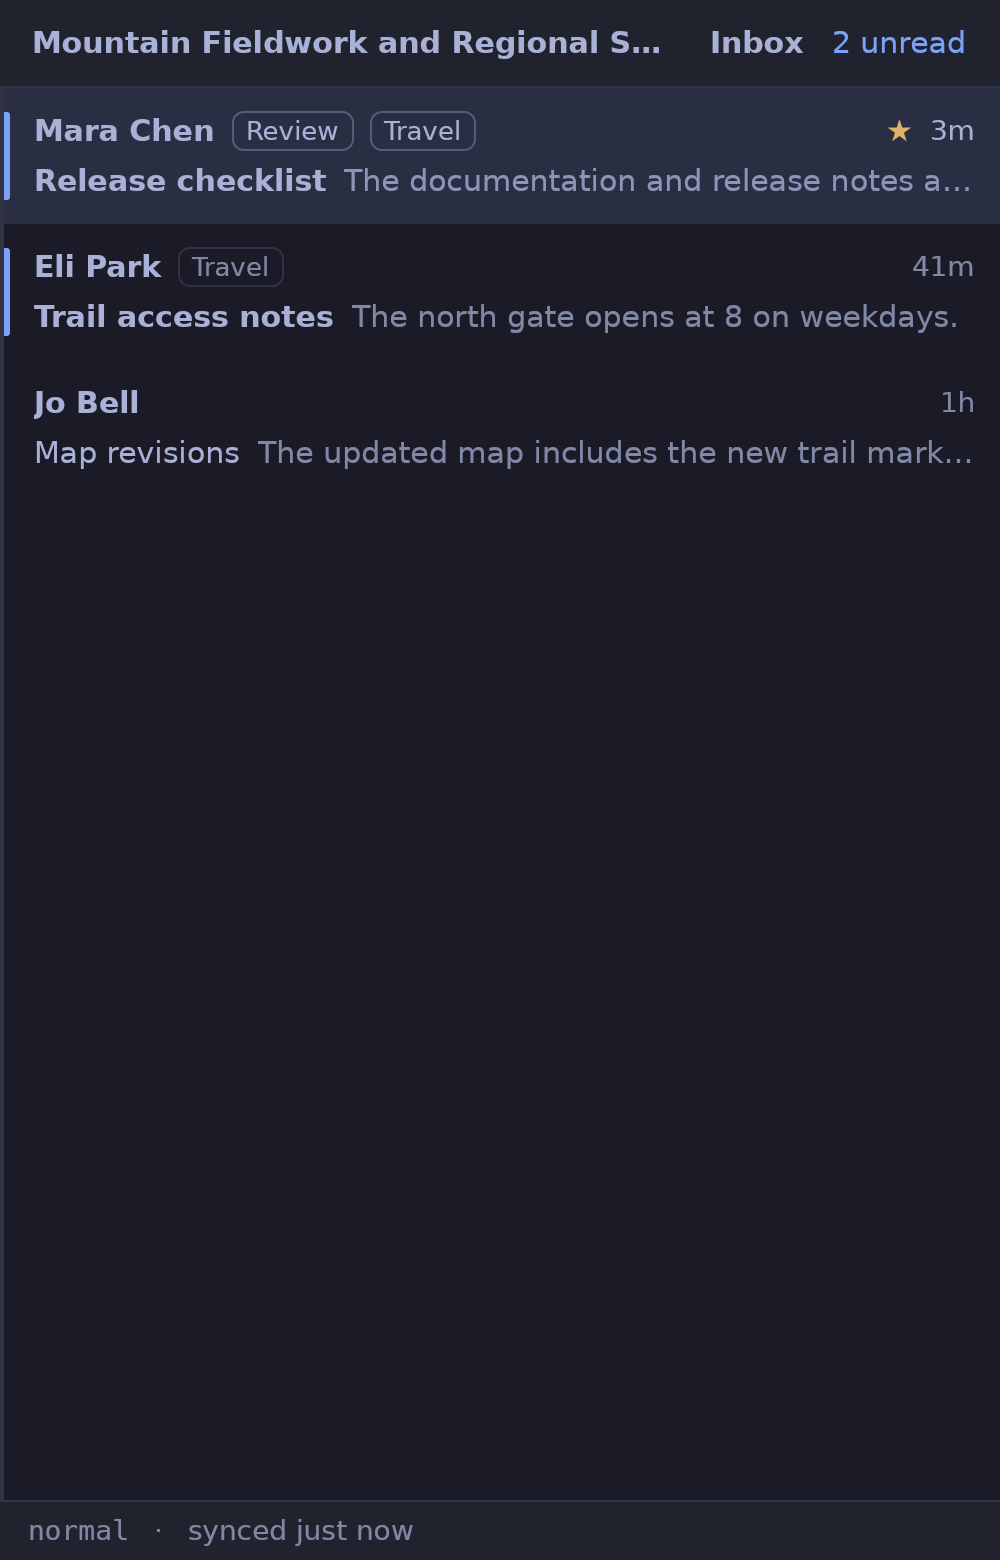 Mountain Fieldwork and Regional S… Inbox 2 unread
Mara Chen Review Travel ★ 3m
Release checklist The documentation and release notes a…
Eli Park Travel 41m
Trail access notes The north gate opens at 8 on weekdays.
Jo Bell 1h
Map revisions The updated map includes the new trail mark…
normal · synced just now